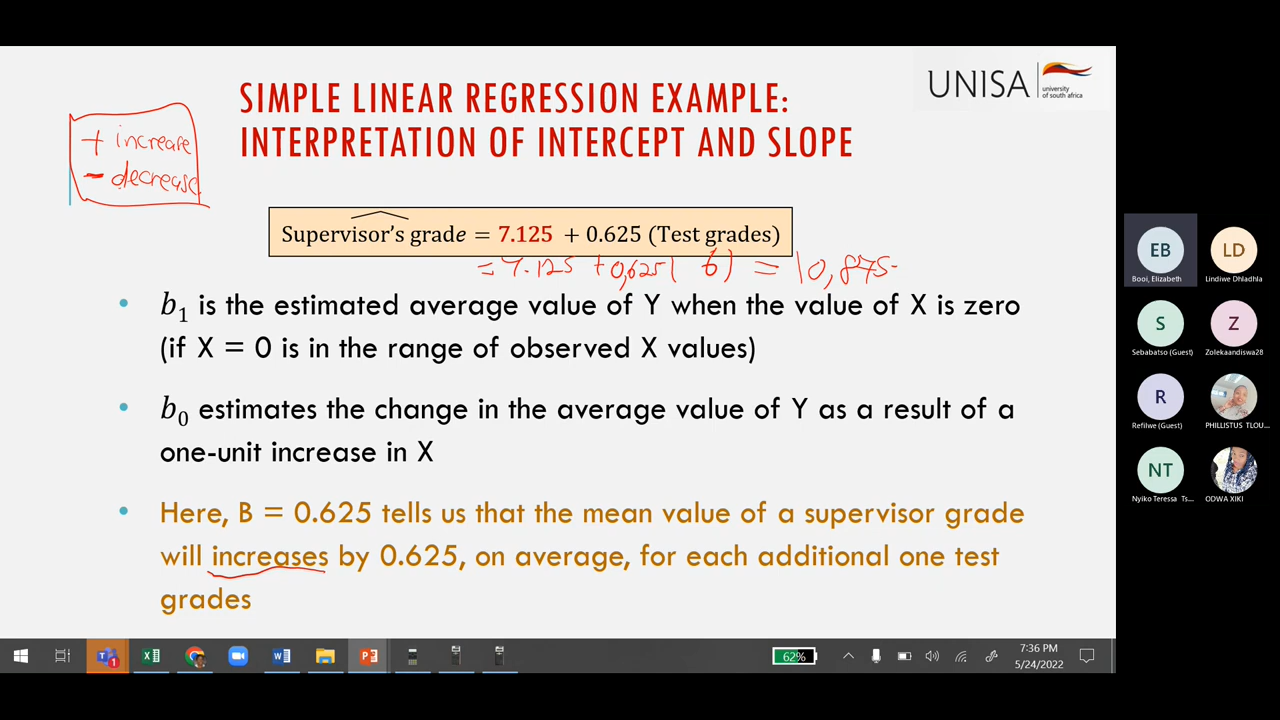 UNISA
university
of south africa
SIMPLE LINEAR REGRESSION EXAMPLE:
INTERPRETATION OF INTERCEPT AND SLOPE
+ increase
- decrease
Supervisor's grade = 7.125 + 0.625 (Test grades)
= 7.125 + 0,625( 6 ) = 10,875
• b₁ is the estimated average value of Y when the value of X is zero
(if X = 0 is in the range of observed X values)
• b₀ estimates the change in the average value of Y as a result of a
one-unit increase in X
• Here, B = 0.625 tells us that the mean value of a supervisor grade
will increases by 0.625, on average, for each additional one test
grades
EB
Booi, Elizabeth
LD
Lindiwe Dhladhla
S
Sebabatso (Guest)
Z
Zolekaandiswa28
R
Refilwe (Guest)
PHILLISTUS TLOU...
NT
Nyiko Teressa Ts...
ODWA XIKI
1
62%
7:36 PM
5/24/2022